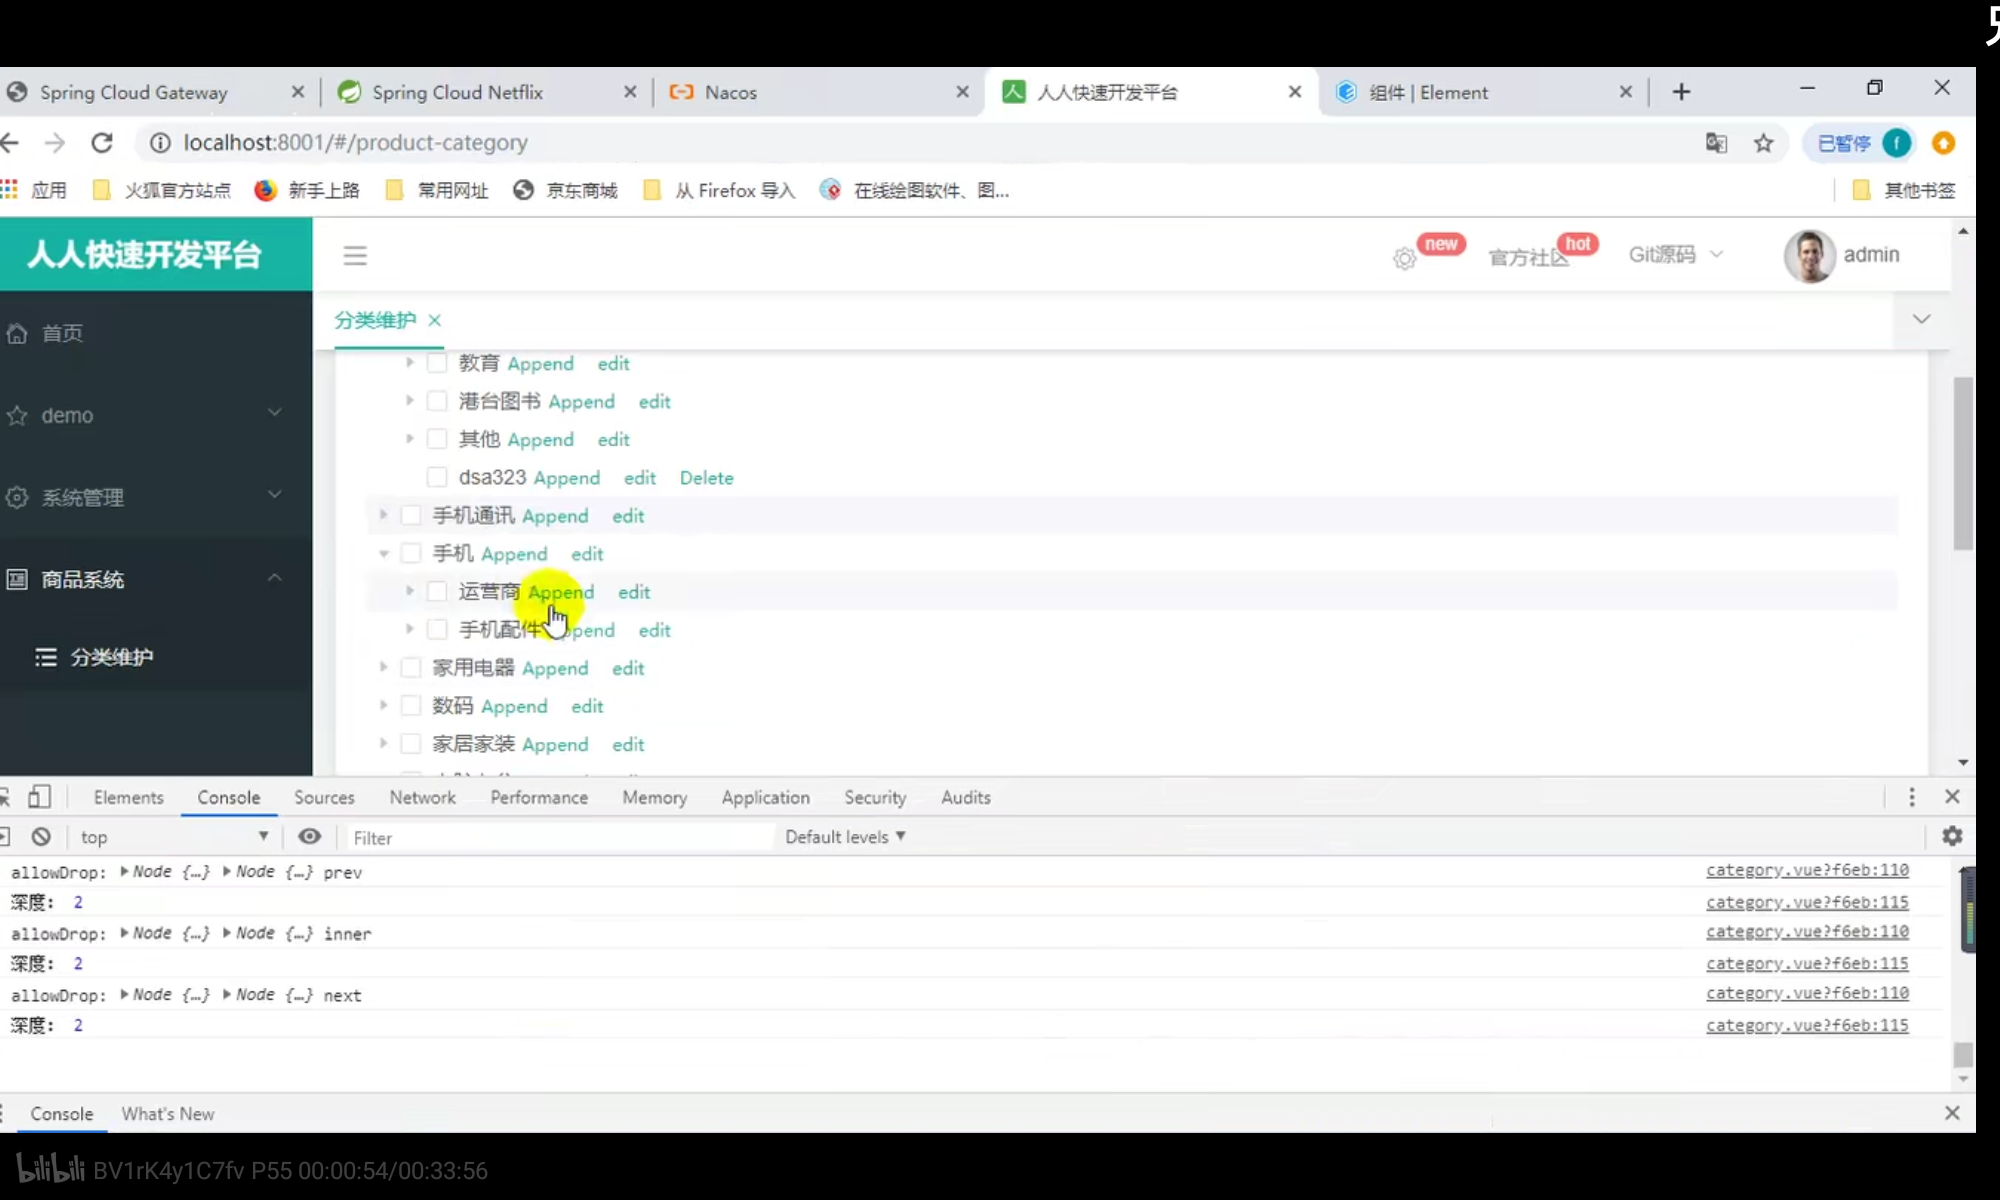 Spring Cloud Gateway
Spring Cloud Netflix
Nacos
人人快速开发平台
组件 | Element
localhost:8001/#/product-category
已暂停
f
应用
火狐官方站点
新手上路
常用网址
京东商城
从 Firefox 导入
在线绘图软件、图...
其他书签
人人快速开发平台
new
官方社区
hot
Git源码
admin
首页
demo
系统管理
商品系统
分类维护
分类维护
教育 Append edit
港台图书 Append edit
其他 Append edit
dsa323 Append edit Delete
手机通讯 Append edit
手机 Append edit
运营商 Append edit
手机配件 ppend edit
家用电器 Append edit
数码 Append edit
家居家装 Append edit
Elements Console Sources Network Performance Memory Application Security Audits
top Filter Default levels
allowDrop: Node {…} Node {…} prev category.vue?f6eb:110
深度: 2 category.vue?f6eb:115
allowDrop: Node {…} Node {…} inner category.vue?f6eb:110
深度: 2 category.vue?f6eb:115
allowDrop: Node {…} Node {…} next category.vue?f6eb:110
深度: 2 category.vue?f6eb:115
Console What's New
bilibili BV1rK4y1C7fv P55 00:00:54/00:33:56